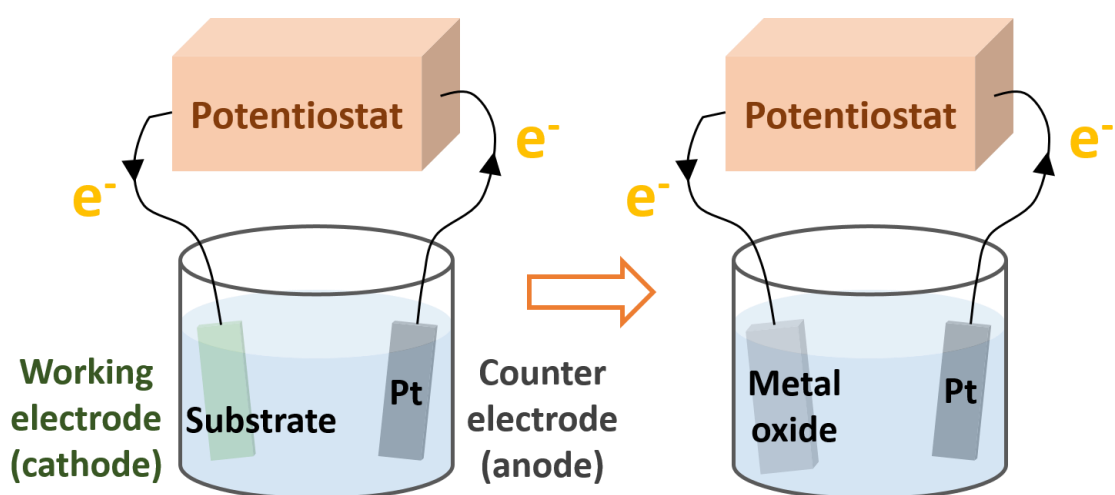 Potentiostat
e-
e-
Working
electrode
(cathode)
Substrate
Pt
Counter
electrode
(anode)
Potentiostat
e-
e-
Metal
oxide
Pt